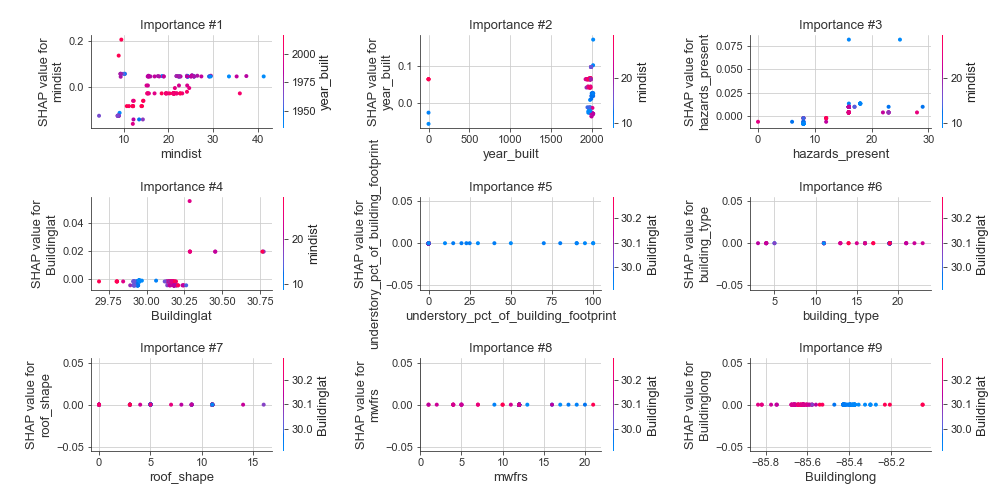 Importance #1
SHAP value for
mindist
0.2
0.0
10
20
30
40
mindist
2000
1975
1950
year_built
Importance #2
SHAP value for
year_built
0.1
0.0
0
500
1000
1500
2000
year_built
20
10
mindist
Importance #3
SHAP value for
hazards_present
0.075
0.050
0.025
0.000
0
10
20
30
hazards_present
20
10
mindist
Importance #4
SHAP value for
Buildinglat
0.04
0.02
0.00
29.75
30.00
30.25
30.50
30.75
Buildinglat
20
10
mindist
Importance #5
SHAP value for
understory_pct_of_building_footprint
0.05
0.00
−0.05
0
25
50
75
100
understory_pct_of_building_footprint
30.2
30.1
30.0
Buildinglat
Importance #6
SHAP value for
building_type
0.05
0.00
−0.05
5
10
15
20
building_type
30.2
30.1
30.0
Buildinglat
Importance #7
SHAP value for
roof_shape
0.05
0.00
−0.05
0
5
10
15
roof_shape
30.2
30.1
30.0
Buildinglat
Importance #8
SHAP value for
mwfrs
0.05
0.00
−0.05
0
5
10
15
20
mwfrs
30.2
30.1
30.0
Buildinglat
Importance #9
SHAP value for
Buildinglong
0.05
0.00
−0.05
−85.8
−85.6
−85.4
−85.2
Buildinglong
30.2
30.1
30.0
Buildinglat